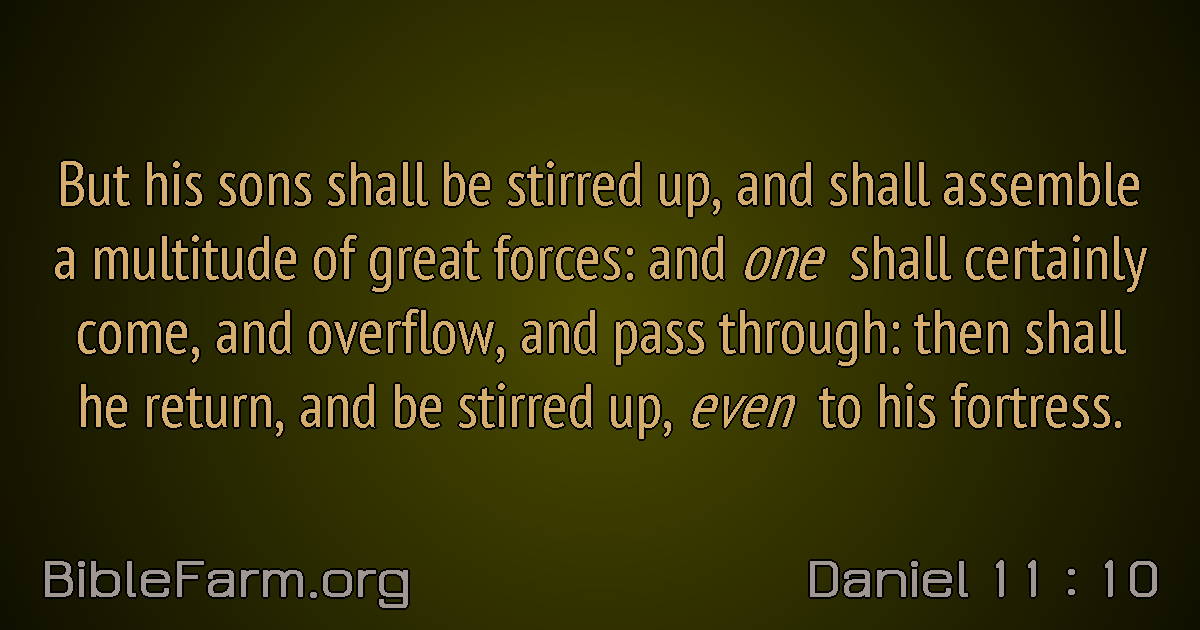 But his sons shall be stirred up, and shall assemble
a multitude of great forces: and one shall certainly
come, and overflow, and pass through: then shall
he return, and be stirred up, even to his fortress.
BibleFarm.org
Daniel 11 : 10